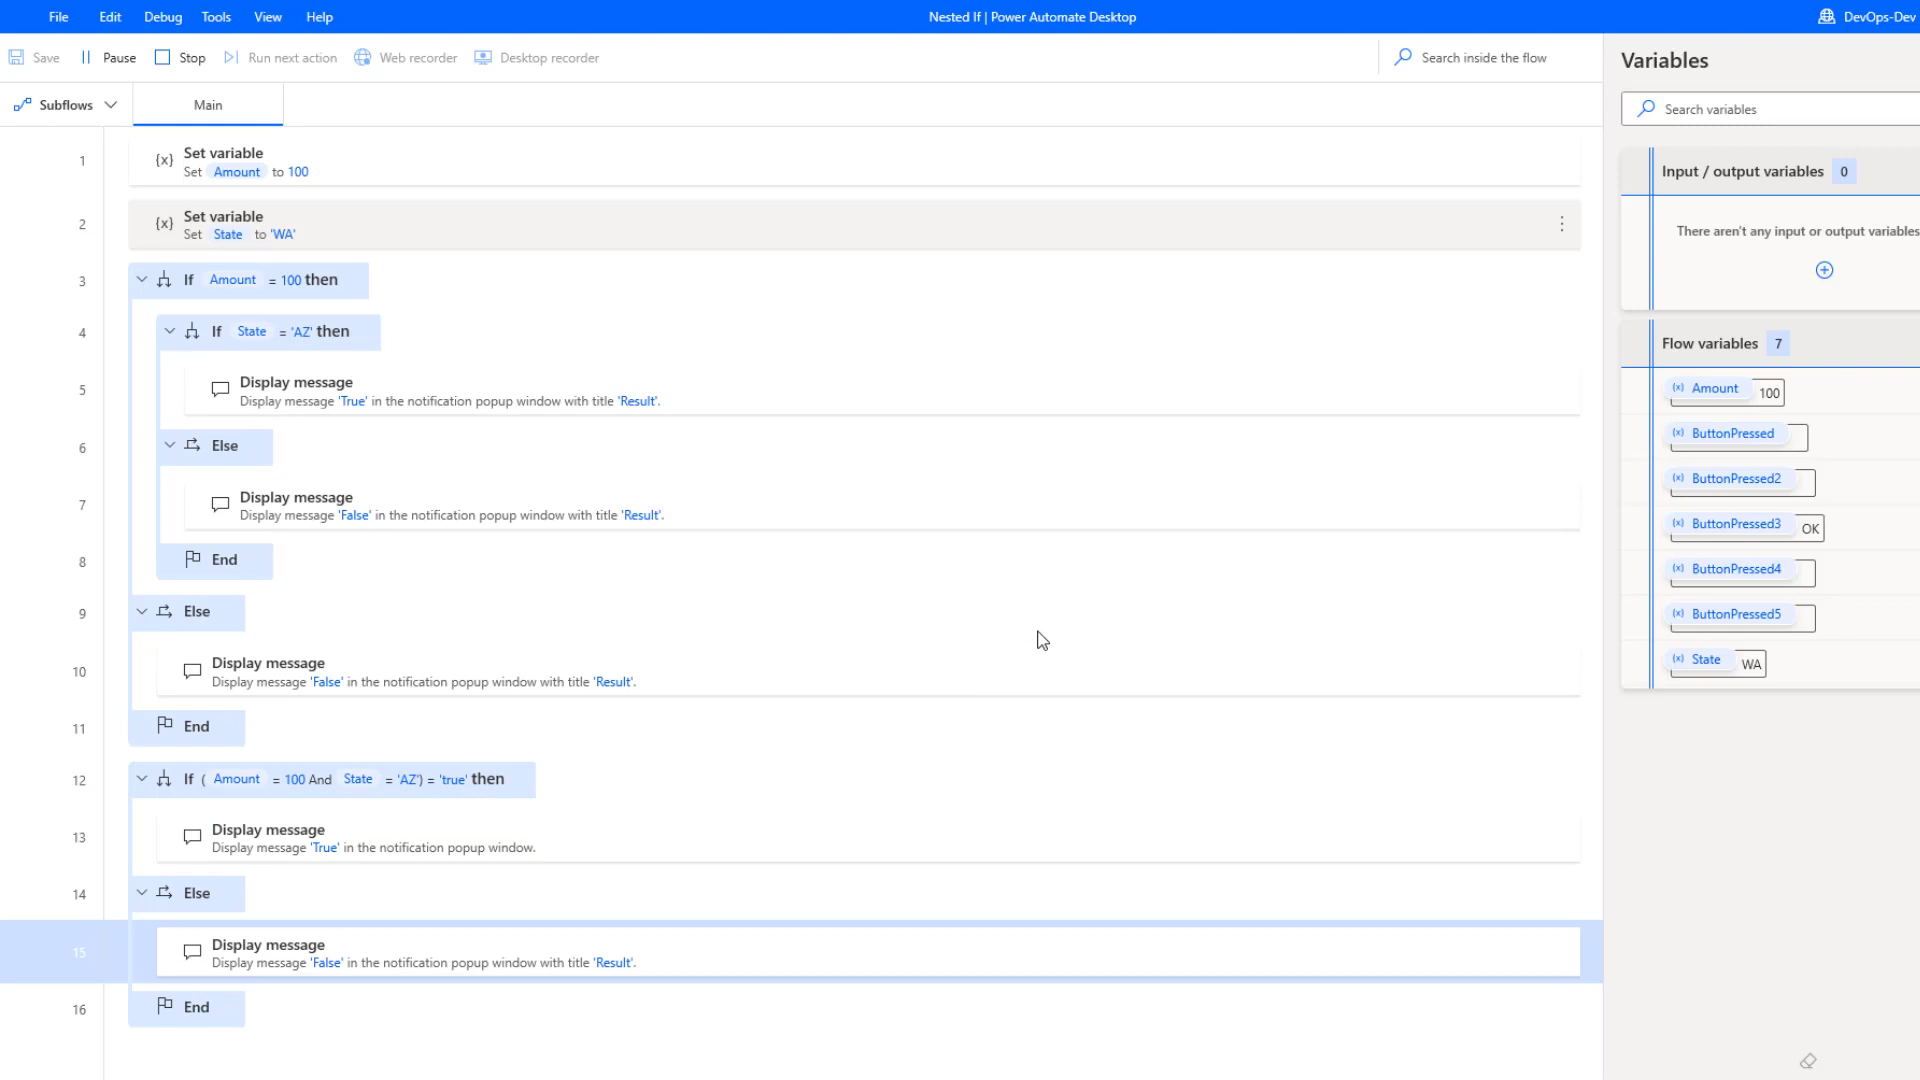 File Edit Debug Tools View Help Nested If | Power Automate Desktop DevOps-Dev
Save Pause Stop Run next action Web recorder Desktop recorder Search inside the flow
Subflows Main
1 {x} Set variable
Set Amount to 100
2 {x} Set variable
Set State to 'WA'
3 If Amount = 100 then
4 If State = 'AZ' then
5 Display message
Display message 'True' in the notification popup window with title 'Result'.
6 Else
7 Display message
Display message 'False' in the notification popup window with title 'Result'.
8 End
9 Else
10 Display message
Display message 'False' in the notification popup window with title 'Result'.
11 End
12 If ( Amount = 100 And State = 'AZ') = 'true' then
13 Display message
Display message 'True' in the notification popup window.
14 Else
15 Display message
Display message 'False' in the notification popup window with title 'Result'.
16 End
Variables
Search variables
Input / output variables 0
There aren't any input or output variables
Flow variables 7
(x) Amount 100
(x) ButtonPressed
(x) ButtonPressed2
(x) ButtonPressed3 OK
(x) ButtonPressed4
(x) ButtonPressed5
(x) State WA